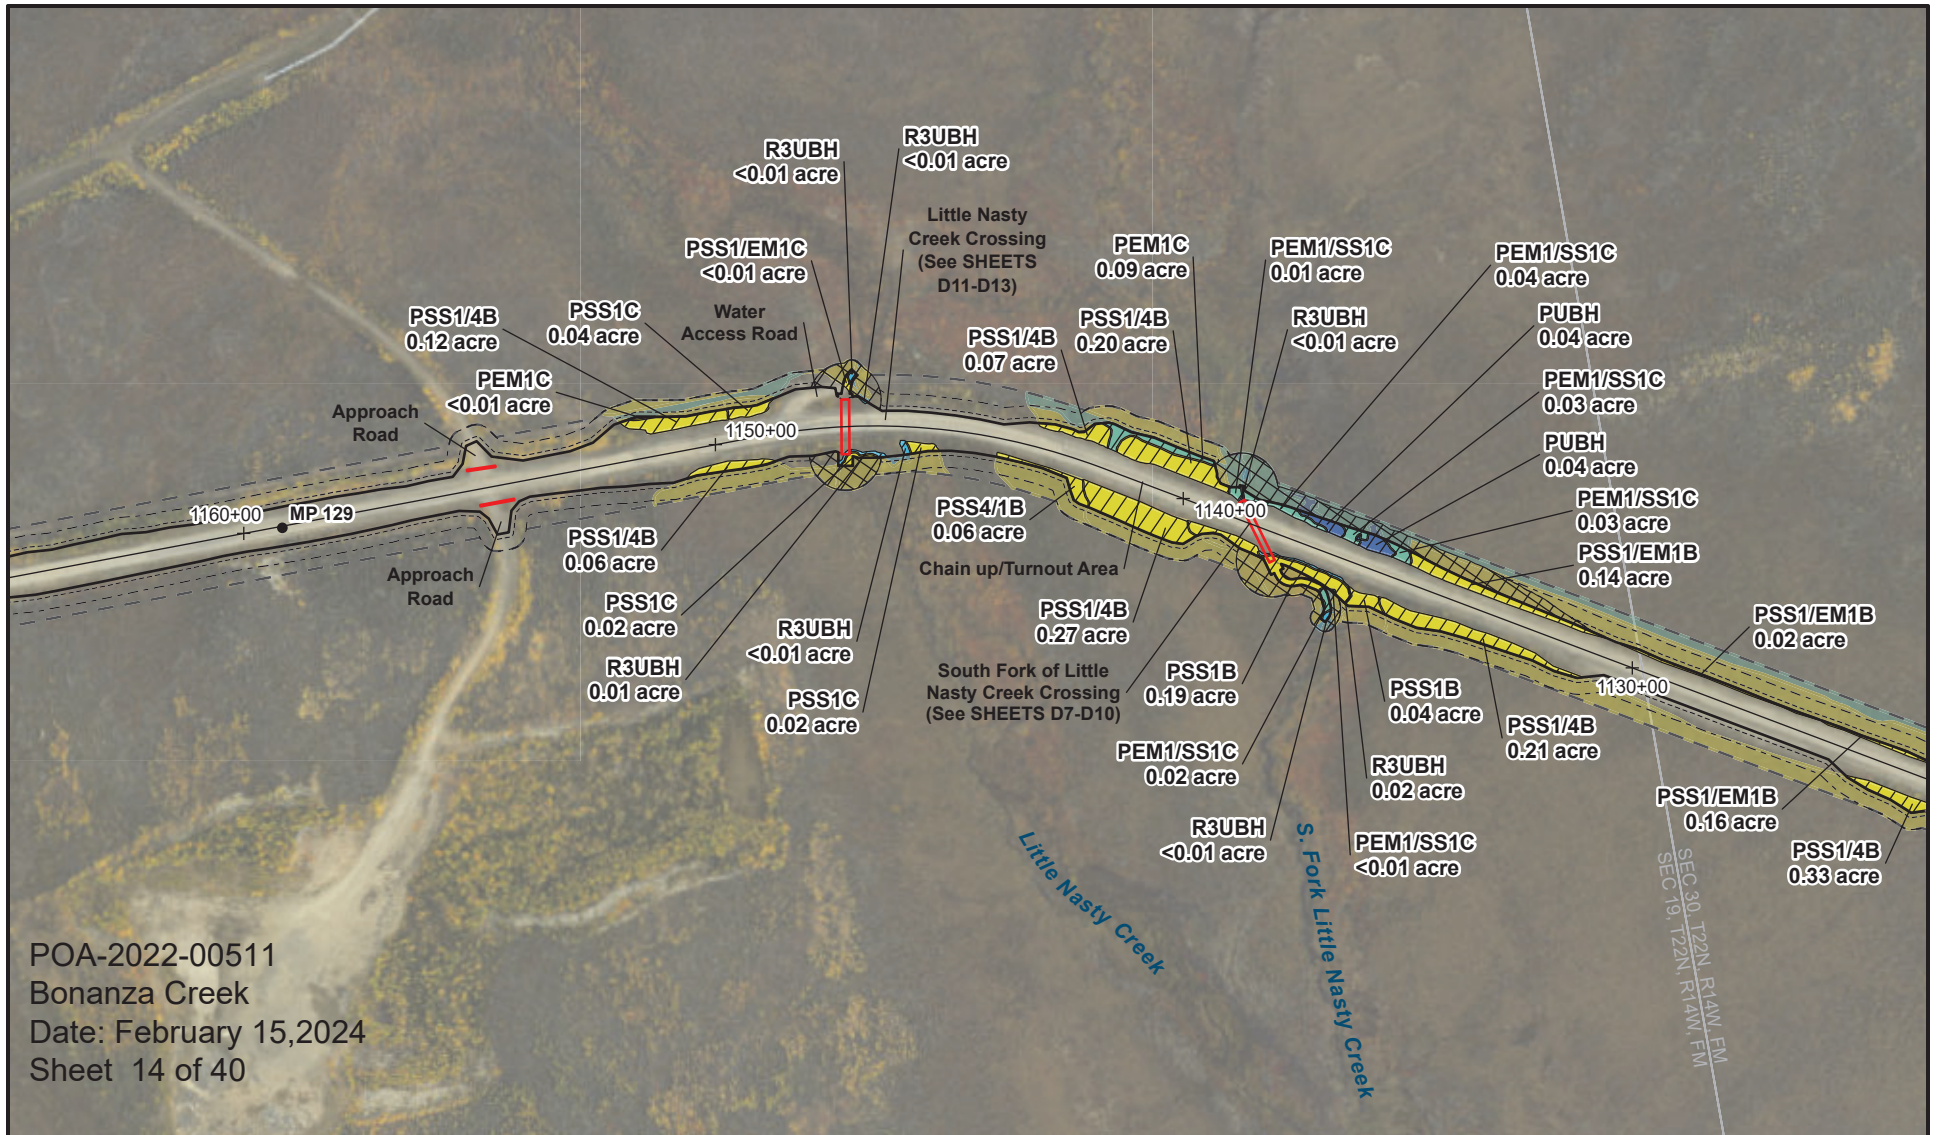 R3UBH
<0.01 acre
R3UBH
<0.01 acre
Little Nasty
Creek Crossing
(See SHEETS
D11-D13)
PSS1/EM1C
<0.01 acre
Water
Access Road
PSS1C
0.04 acre
PSS1/4B
0.12 acre
PEM1C
<0.01 acre
Approach
Road
PEM1C
0.09 acre
PEM1/SS1C
0.01 acre
PEM1/SS1C
0.04 acre
PSS1/4B
0.20 acre
PSS1/4B
0.07 acre
R3UBH
<0.01 acre
PUBH
0.04 acre
PEM1/SS1C
0.03 acre
PUBH
0.04 acre
PEM1/SS1C
0.03 acre
PSS1/EM1B
0.14 acre
PSS1/EM1B
0.02 acre
1150+00
1160+00
MP 129
1140+00
1130+00
PSS4/1B
0.06 acre
Chain up/Turnout Area
PSS1/4B
0.06 acre
Approach
Road
PSS1C
0.02 acre
R3UBH
<0.01 acre
R3UBH
0.01 acre
PSS1C
0.02 acre
PSS1/4B
0.27 acre
South Fork of Little
Nasty Creek Crossing
(See SHEETS D7-D10)
PSS1B
0.19 acre
PSS1B
0.04 acre
PSS1/4B
0.21 acre
PEM1/SS1C
0.02 acre
R3UBH
0.02 acre
R3UBH
<0.01 acre
PEM1/SS1C
<0.01 acre
PSS1/EM1B
0.16 acre
PSS1/4B
0.33 acre
Little Nasty Creek
S. Fork Little Nasty Creek
SEC 30, T22N, R14W, FM
SEC 19, T22N, R14W, FM
POA-2022-00511
Bonanza Creek
Date: February 15,2024
Sheet 14 of 40